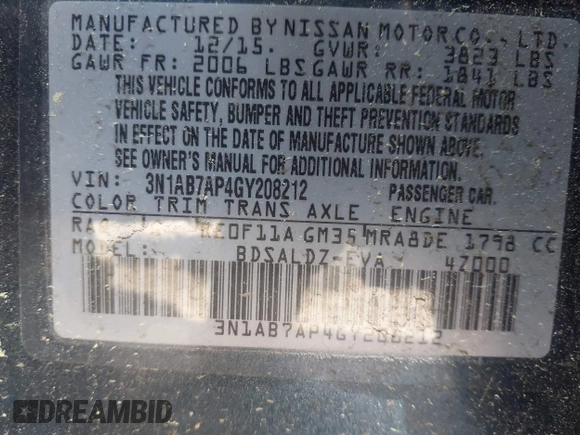 MANUFACTURED BY NISSAN MOTOR CO., LTD.
DATE: 12/15. GVWR: 3823 LBS
GAWR FR: 2006 LBS GAWR RR: 1841 LBS
THIS VEHICLE CONFORMS TO ALL APPLICABLE FEDERAL MOTOR
VEHICLE SAFETY, BUMPER AND THEFT PREVENTION STANDARDS
IN EFFECT ON THE DATE OF MANUFACTURE SHOWN ABOVE.
SEE OWNER'S MANUAL FOR ADDITIONAL INFORMATION.
VIN: 3N1AB7AP4GY208212 PASSENGER CAR.
COLOR TRIM TRANS AXLE ENGINE
RE0F11A GM35 MRA8DE 1798 CC
MODEL: BDSALDZ-EVA 4Z000
3N1AB7AP4GY208212
DREAMBID